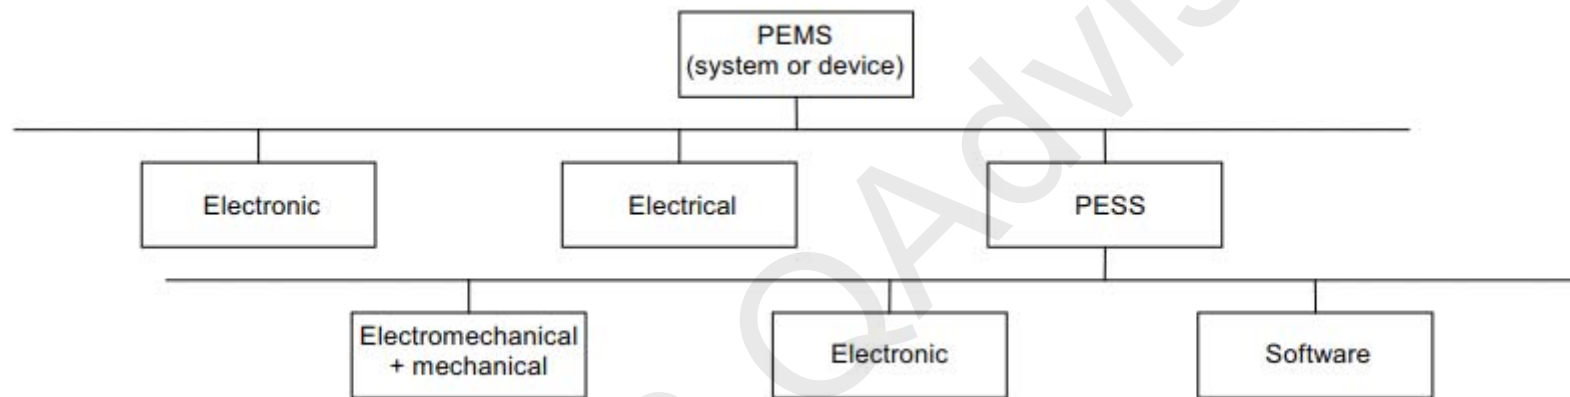 PEMS
(system or device)
Electronic
Electrical
PESS
Electromechanical
+ mechanical
Electronic
Software